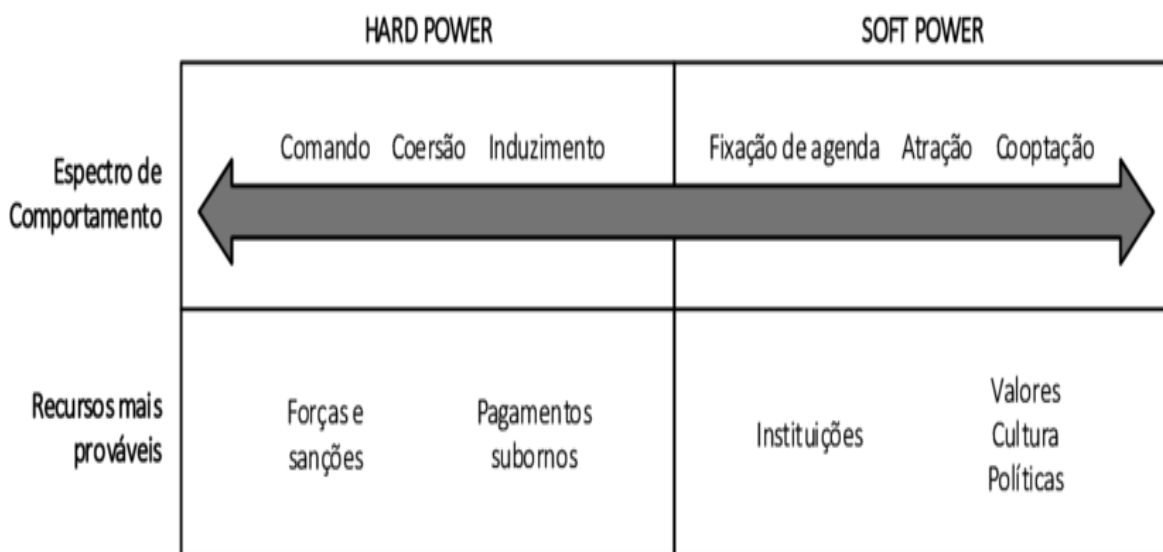 HARD POWER
SOFT POWER
Espectro de
Comportamento
Comando Coersão Induzimento
Fixação de agenda Atração Cooptação
Recursos mais
prováveis
Forças e
sanções
Pagamentos
subornos
Instituições
Valores
Cultura
Políticas